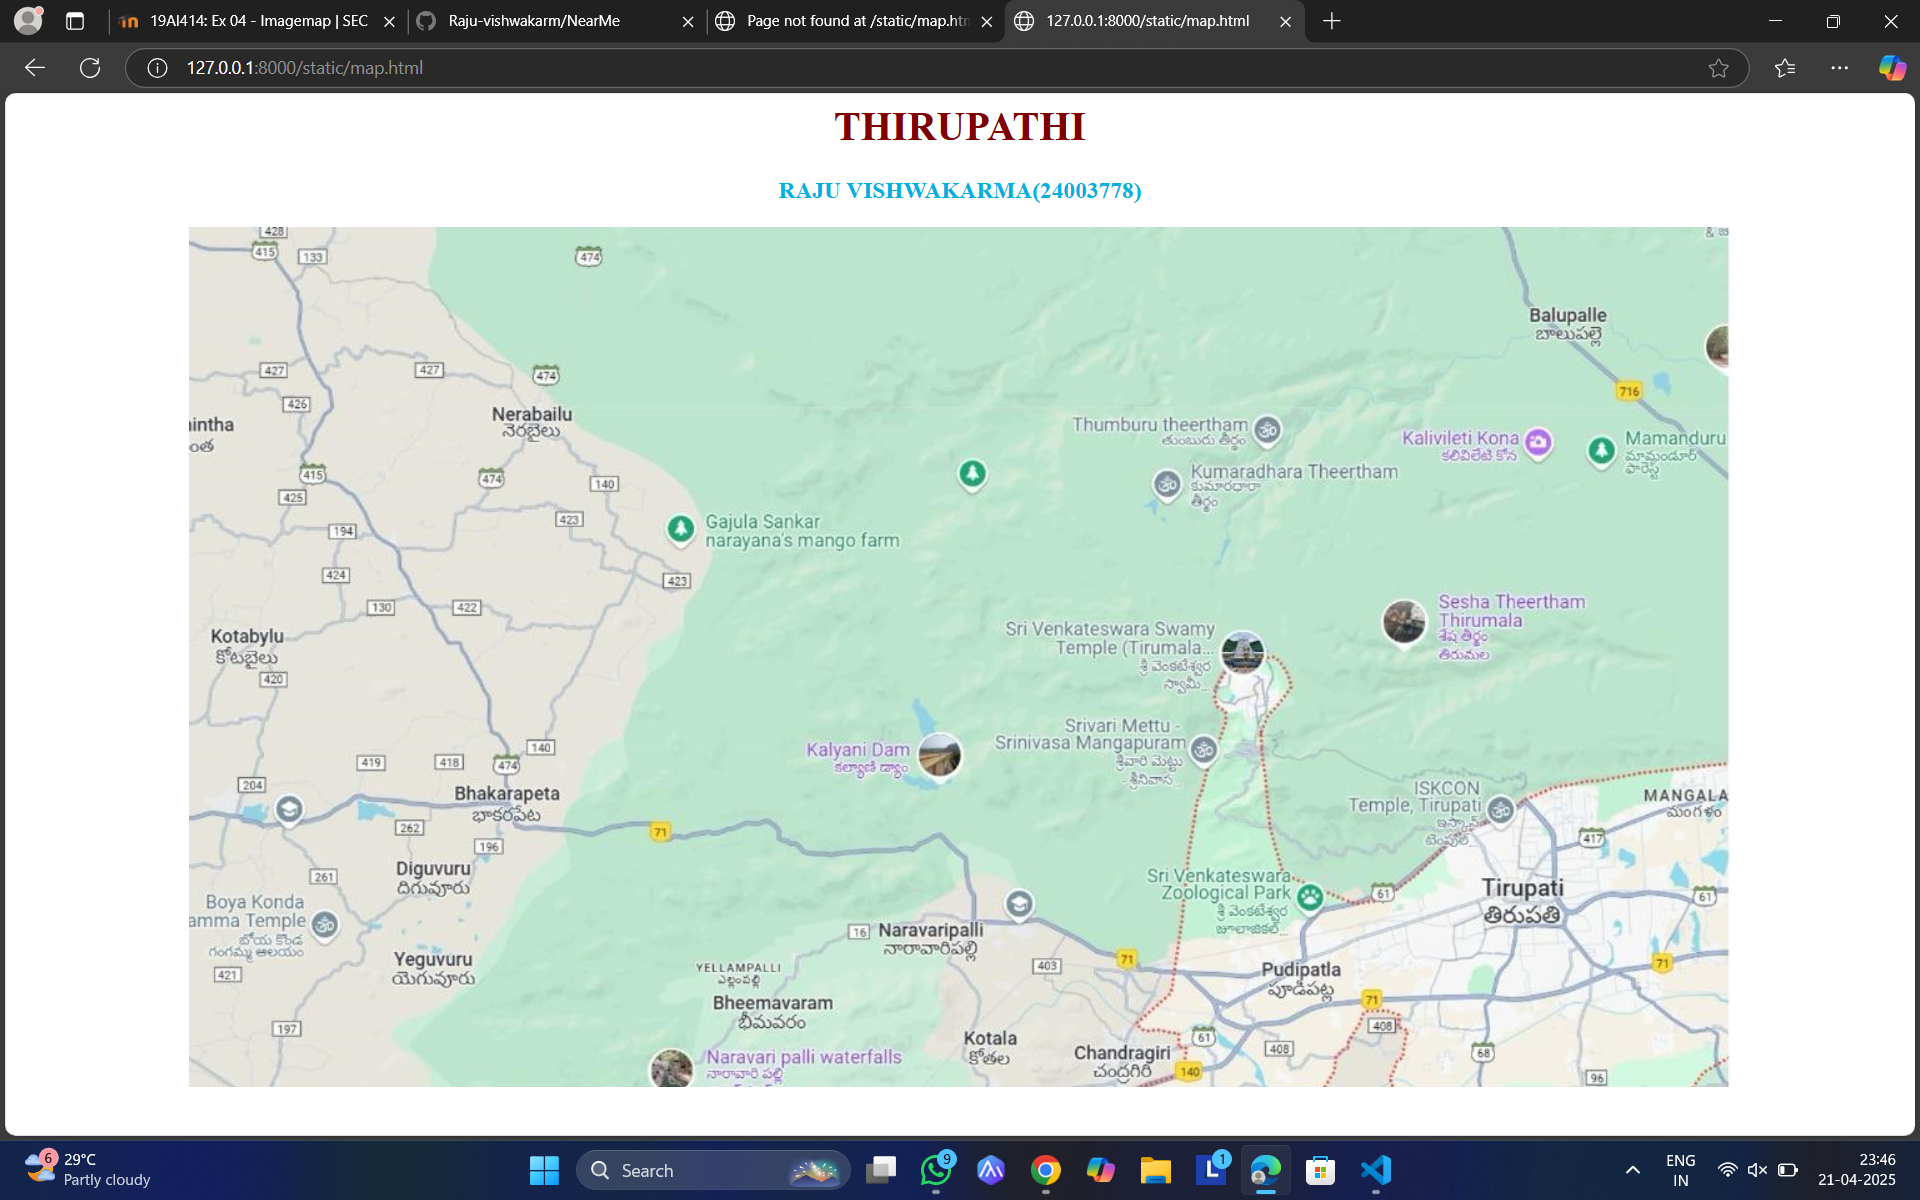 19AI414: Ex 04 - Imagemap | SEC
Raju-vishwakarm/NearMe
Page not found at /static/map.htm
127.0.0.1:8000/static/map.html
127.0.0.1:8000/static/map.html
THIRUPATHI
RAJU VISHWAKARMA(24003778)
428
415
133
474
Balupalle
బాలుపల్లె
427
427
474
716
426
Nerabailu
నెరబైలు
Thumburu theertham
తుంబురు తీర్థం
Kalivileti Kona
కలివిలేటి కోన
Mamanduru
మామండూర్
ఫారెస్ట్
415
474
140
Kumaradhara Theertham
కుమారధారా
తీర్థం
425
423
194
Gajula Sankar
narayana's mango farm
424
423
130
422
Sesha Theertham
Thirumala
శేష తీర్థం
తిరుమల
Kotabylu
కోటబైలు
Sri Venkateswara Swamy
Temple (Tirumala...
శ్రీ వెంకటేశ్వర
స్వామీ...
420
Srivari Mettu -
Srinivasa Mangapuram
శ్రీవారి మెట్టు
- శ్రీనివాస...
140
Kalyani Dam
కల్యాణి డ్యాం
419
418
474
204
Bhakarapeta
భాకరాపేట
ISKCON
Temple, Tirupati
ఇస్కాన్
టెంపుల్...
MANGALA
మంగళం
262
71
417
196
Diguvuru
దిగువూరు
261
Sri Venkateswara
Zoological Park
శ్రీ వెంకటేశ్వర
జూలాజికల్...
61
Tirupati
తిరుపతి
61
Boya Konda
amma Temple
బోయ కొండ
గంగమ్మ ఆలయం
16
Naravaripalli
నారావారిపల్లి
421
Yeguvuru
యెగువూరు
YELLAMPALLI
ఎల్లంపల్లి
403
71
Pudipatla
పూడిపట్ల
71
Bheemavaram
భీమవరం
71
197
408
Kotala
కోతల
61
408
Chandragiri
చంద్రగిరి
68
Naravari palli waterfalls
నారావారి పల్లి
140
96
6
29°C
Partly cloudy
Search
9
1
ENG
IN
23:46
21-04-2025